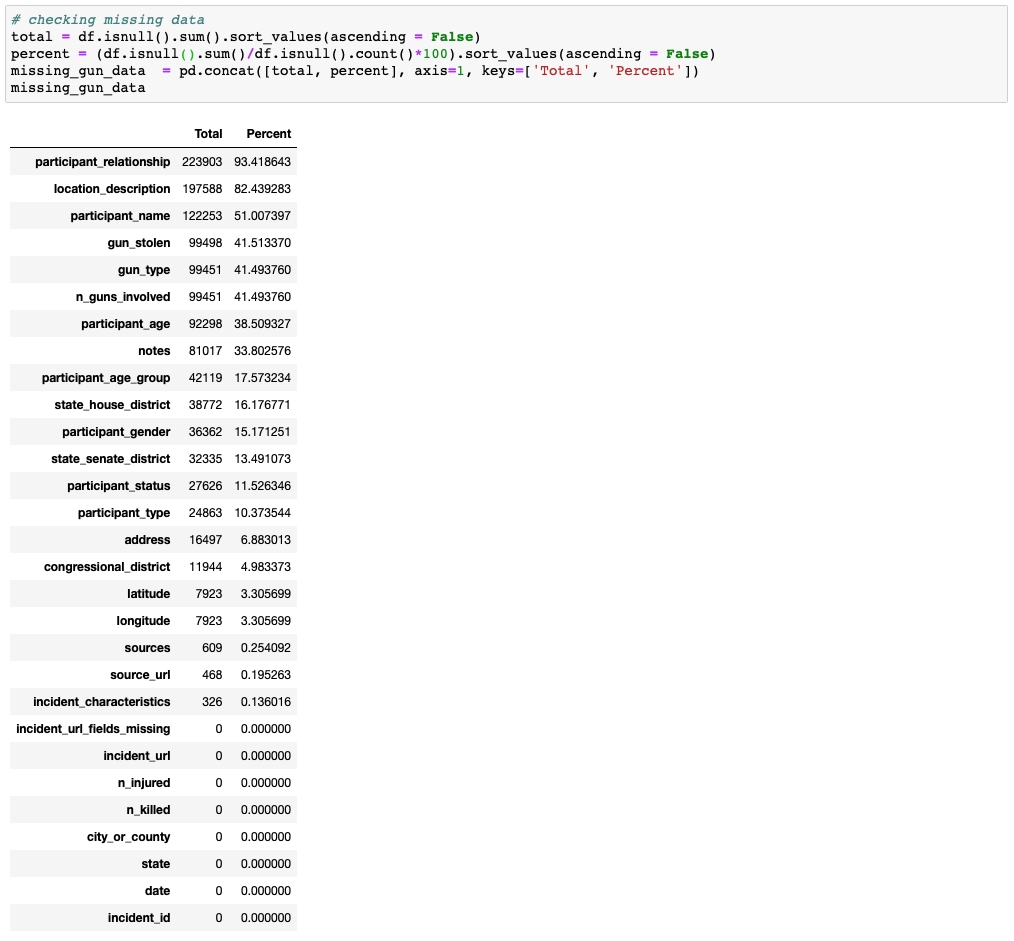 # checking missing data
total = df.isnull().sum().sort_values(ascending = False)
percent = (df.isnull().sum()/df.isnull().count()*100).sort_values(ascending = False)
missing_gun_data  = pd.concat([total, percent], axis=1, keys=['Total', 'Percent'])
missing_gun_data
Total Percent
participant_relationship 223903 93.418643
location_description 197588 82.439283
participant_name 122253 51.007397
gun_stolen 99498 41.513370
gun_type 99451 41.493760
n_guns_involved 99451 41.493760
participant_age 92298 38.509327
notes 81017 33.802576
participant_age_group 42119 17.573234
state_house_district 38772 16.176771
participant_gender 36362 15.171251
state_senate_district 32335 13.491073
participant_status 27626 11.526346
participant_type 24863 10.373544
address 16497 6.883013
congressional_district 11944 4.983373
latitude 7923 3.305699
longitude 7923 3.305699
sources 609 0.254092
source_url 468 0.195263
incident_characteristics 326 0.136016
incident_url_fields_missing 0 0.000000
incident_url 0 0.000000
n_injured 0 0.000000
n_killed 0 0.000000
city_or_county 0 0.000000
state 0 0.000000
date 0 0.000000
incident_id 0 0.000000